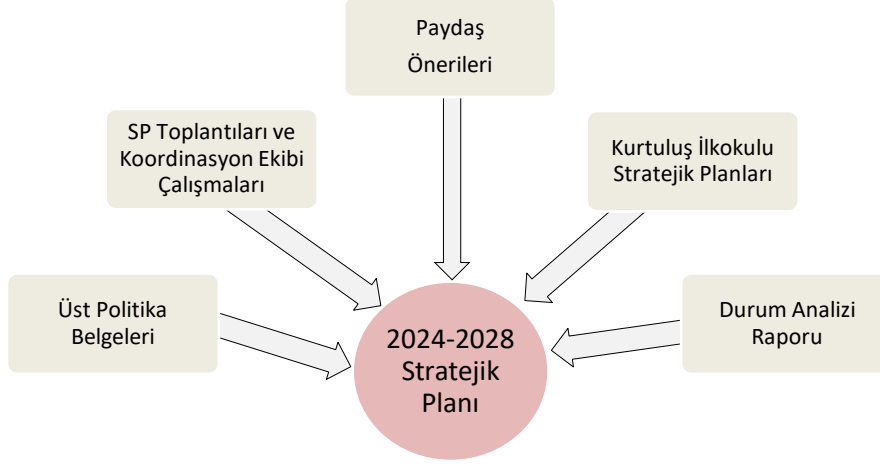 Paydaş
Önerileri
SP Toplantıları ve
Koordinasyon Ekibi
Çalışmaları
Kurtuluş İlkokulu
Stratejik Planları
Üst Politika
Belgeleri
Durum Analizi
Raporu
2024-2028
Stratejik
Planı